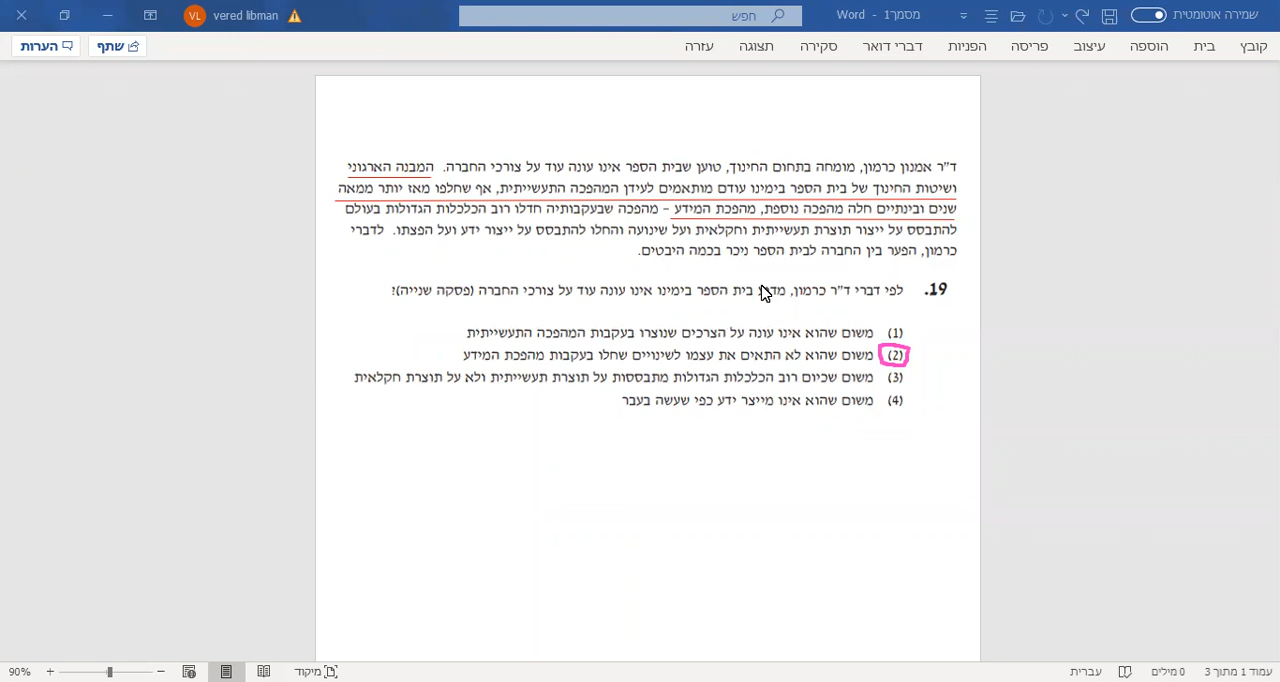 שמירה אוטומטית
מסמך1 - Word
חפש
vered libman
VL
קובץ בית הוספה עיצוב פריסה הפניות דברי דואר סקירה תצוגה עזרה
שתף
הערות
ד"ר אמנון כרמון, מומחה בתחום החינוך, טוען שבית הספר אינו עונה עוד על צורכי החברה. המבנה הארגוני
ושיטות החינוך של בית הספר בימינו עודם מותאמים לעידן המהפכה התעשייתית, אף שחלפו מאז יותר ממאה
שנים ובינתיים חלה מהפכה נוספת, מהפכת המידע – מהפכה שבעקבותיה חדלו רוב הכלכלות הגדולות בעולם
להתבסס על ייצור תוצרת תעשייתית וחקלאית ועל שינועה והחלו להתבסס על ייצור ידע ועל הפצתו. לדברי
כרמון, הפער בין החברה לבית הספר ניכר בכמה היבטים.
19. לפי דברי ד"ר כרמון, מדוע בית הספר בימינו אינו עונה עוד על צורכי החברה (פסקה שנייה)?
(1) משום שהוא אינו עונה על הצרכים שנוצרו בעקבות המהפכה התעשייתית
(2) משום שהוא לא התאים את עצמו לשינויים שחלו בעקבות מהפכת המידע
(3) משום שכיום רוב הכלכלות הגדולות מתבססות על תוצרת תעשייתית ולא על תוצרת חקלאית
(4) משום שהוא אינו מייצר ידע כפי שעשה בעבר
עמוד 1 מתוך 3
0 מילים
עברית
מיקוד
90%